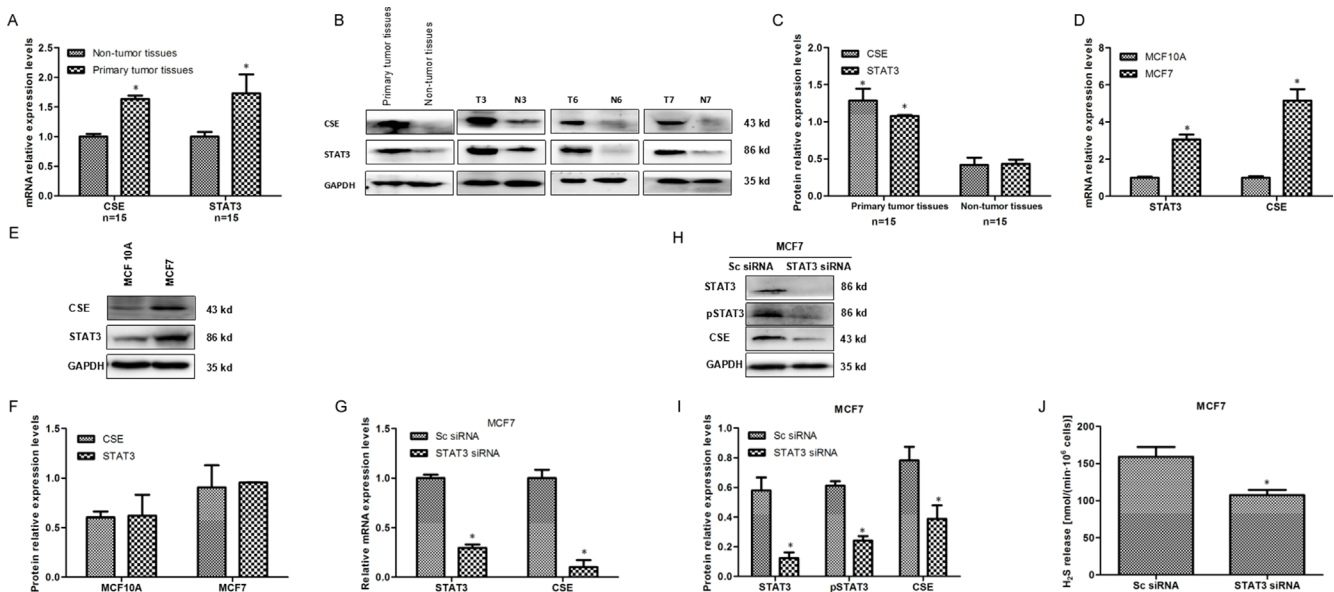 A
mRNA relative expression levels
2.5
2.0
1.5
1.0
0.5
0.0
Non-tumor tissues
Primary tumor tissues
*
*
CSE
n=15
STAT3
n=15
B
Primary tumor tissues
Non-tumor tissues
T3 N3 T6 N6 T7 N7
CSE 43 kd
STAT3 86 kd
GAPDH 35 kd
C
Protein relative expression levels
2.0
1.5
1.0
0.5
0.0
CSE
STAT3
*
*
Primary tumor tissues
n=15
Non-tumor tissues
n=15
D
mRNA relative expression levels
8
6
4
2
0
MCF10A
MCF7
*
*
STAT3 CSE
E
MCF 10A
MCF7
CSE 43 kd
STAT3 86 kd
GAPDH 35 kd
H
MCF7
Sc siRNA STAT3 siRNA
STAT3 86 kd
pSTAT3 86 kd
CSE 43 kd
GAPDH 35 kd
F
Protein relative expression levels
1.5
1.0
0.5
0.0
CSE
STAT3
MCF10A MCF7
G
MCF7
Relative mRNA expression levels
1.5
1.0
0.5
0.0
Sc siRNA
STAT3 siRNA
*
*
STAT3 CSE
I
MCF7
Protein relative expression levels
1.0
0.8
0.6
0.4
0.2
0.0
Sc siRNA
STAT3 siRNA
*
*
*
STAT3 pSTAT3 CSE
J
MCF7
H₂S release [nmol/(min·10⁶ cells)]
200
150
100
50
0
*
Sc siRNA STAT3 siRNA